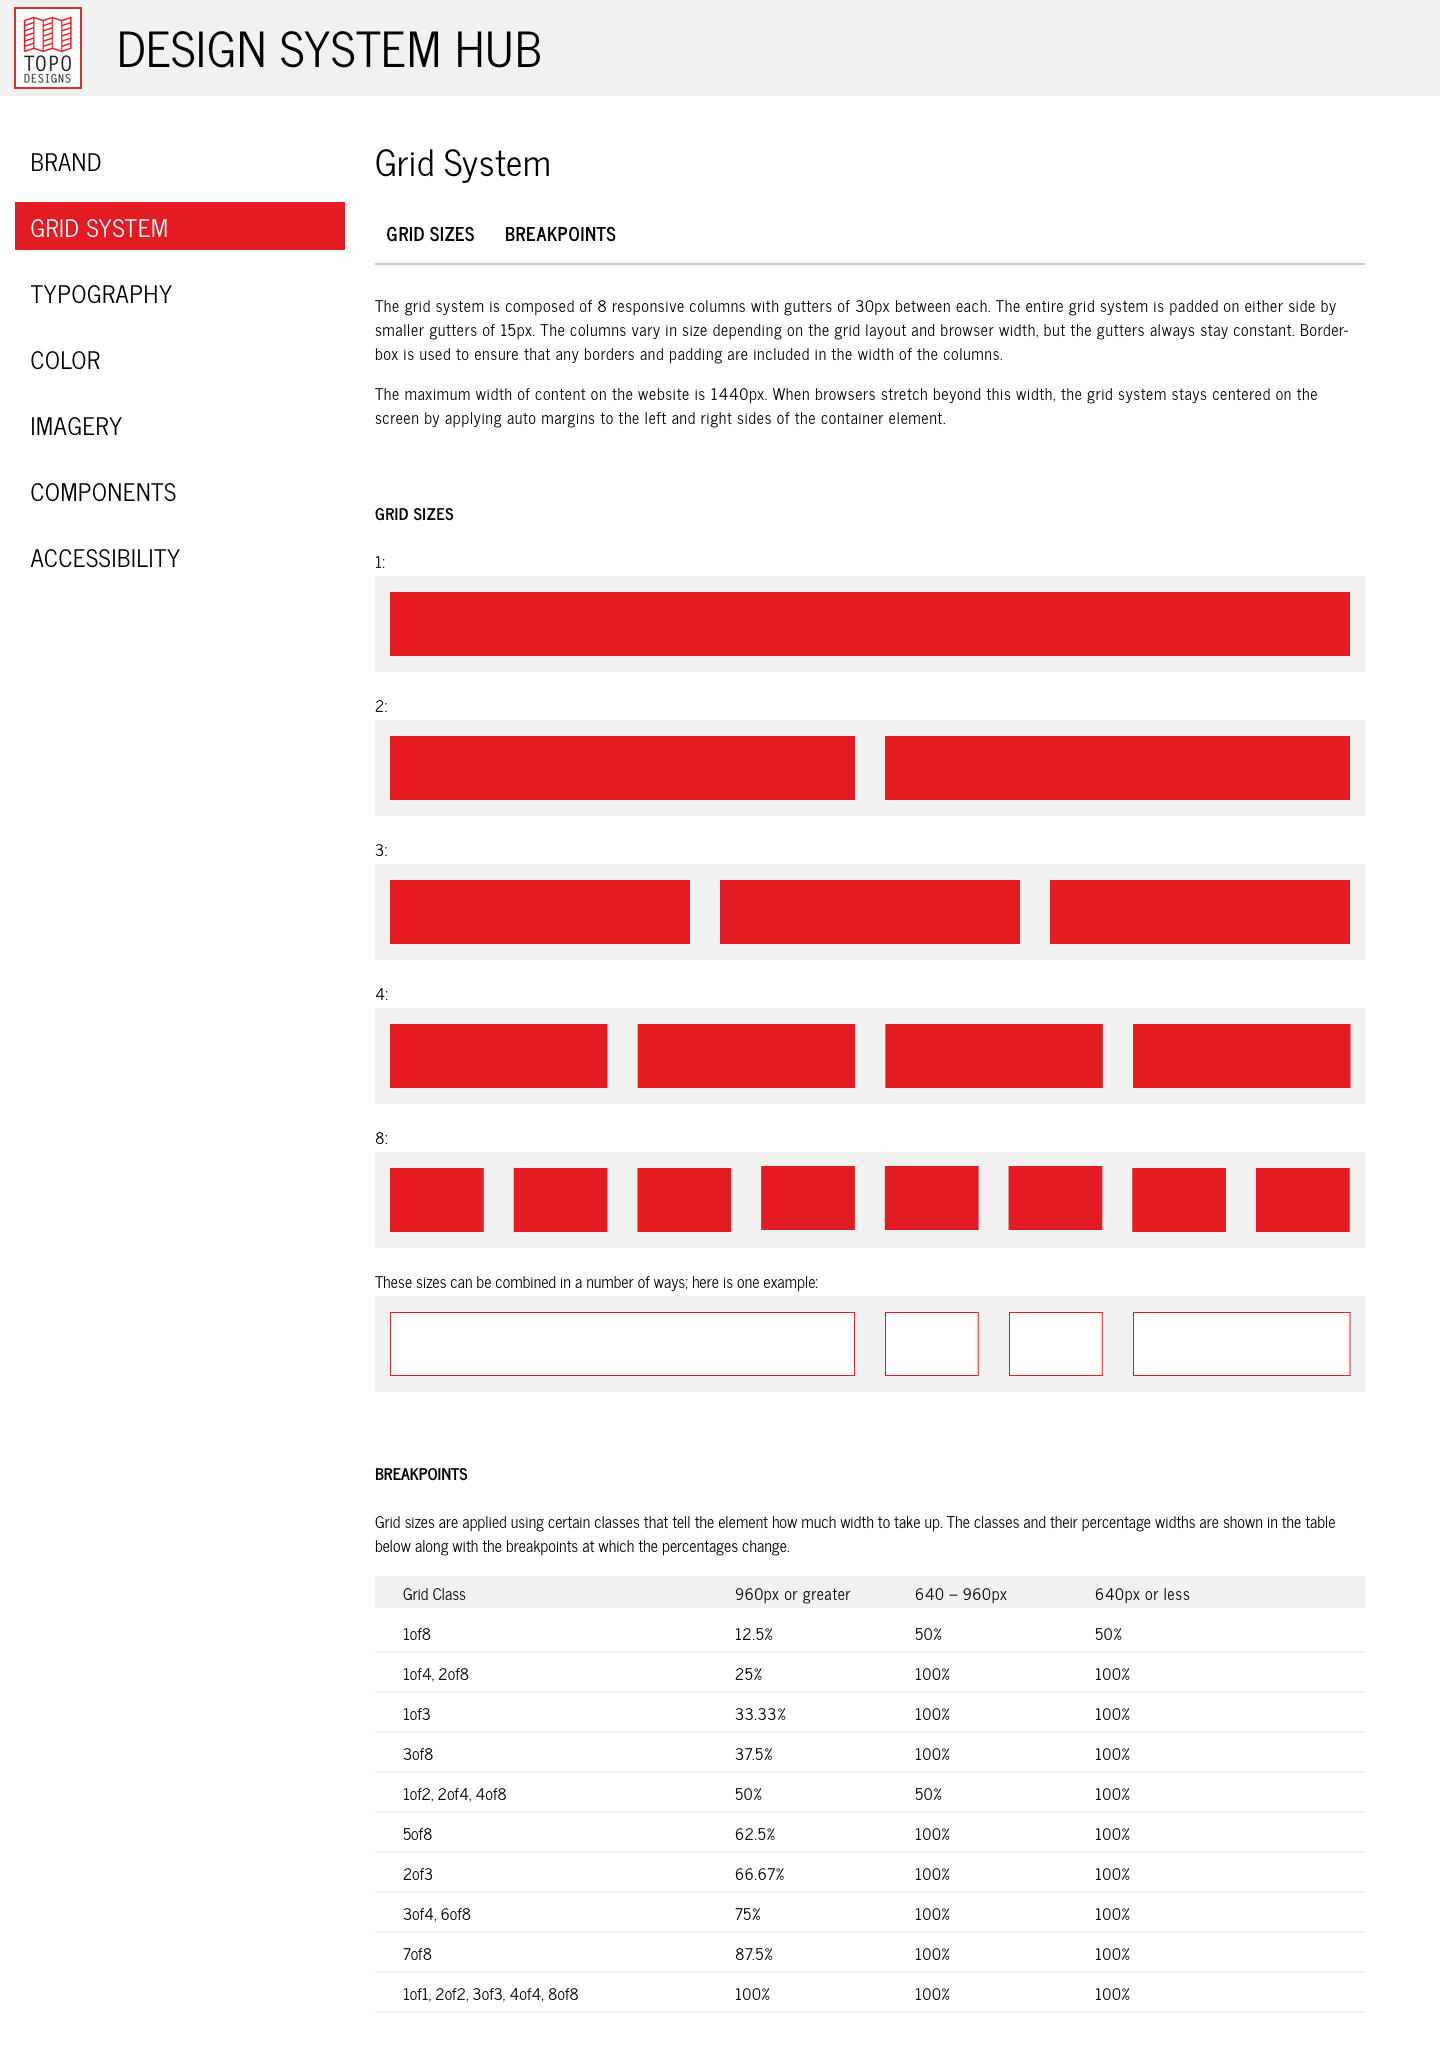 TOPO
DESIGNS
DESIGN SYSTEM HUB
BRAND
GRID SYSTEM
TYPOGRAPHY
COLOR
IMAGERY
COMPONENTS
ACCESSIBILITY
Grid System
GRID SIZES BREAKPOINTS
The grid system is composed of 8 responsive columns with gutters of 30px between each. The entire grid system is padded on either side by
smaller gutters of 15px. The columns vary in size depending on the grid layout and browser width, but the gutters always stay constant. Border-
box is used to ensure that any borders and padding are included in the width of the columns.
The maximum width of content on the website is 1440px. When browsers stretch beyond this width, the grid system stays centered on the
screen by applying auto margins to the left and right sides of the container element.
GRID SIZES
1:
2:
3:
4:
8:
These sizes can be combined in a number of ways; here is one example:
BREAKPOINTS
Grid sizes are applied using certain classes that tell the element how much width to take up. The classes and their percentage widths are shown in the table
below along with the breakpoints at which the percentages change.
Grid Class 960px or greater 640 – 960px 640px or less
1of8 12.5% 50% 50%
1of4, 2of8 25% 100% 100%
1of3 33.33% 100% 100%
3of8 37.5% 100% 100%
1of2, 2of4, 4of8 50% 50% 100%
5of8 62.5% 100% 100%
2of3 66.67% 100% 100%
3of4, 6of8 75% 100% 100%
7of8 87.5% 100% 100%
1of1, 2of2, 3of3, 4of4, 8of8 100% 100% 100%